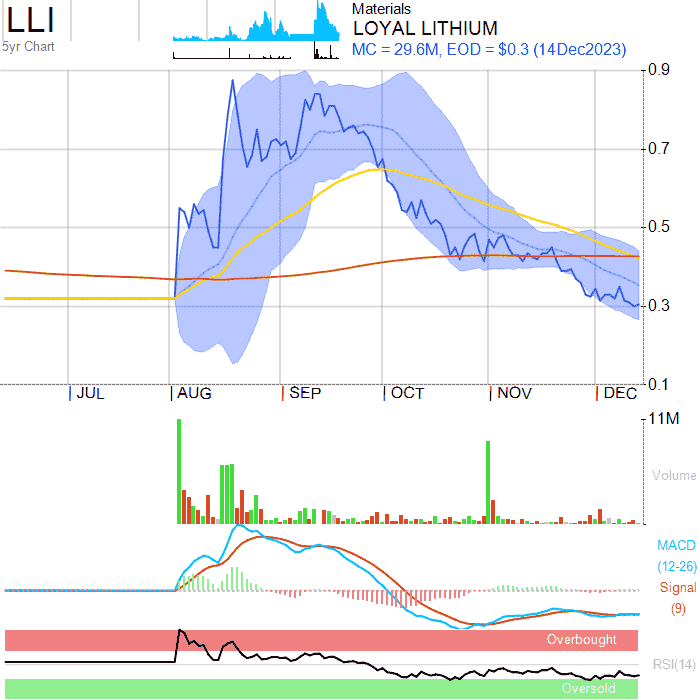 LLI
5yr Chart
Materials
LOYAL LITHIUM
MC = 29.6M, EOD = $0.3 (14Dec2023)
0.9
0.7
0.5
0.3
0.1
JUL
AUG
SEP
OCT
NOV
DEC
11M
Volume
MACD
(12-26)
Signal
(9)
Overbought
RSI(14)
Oversold